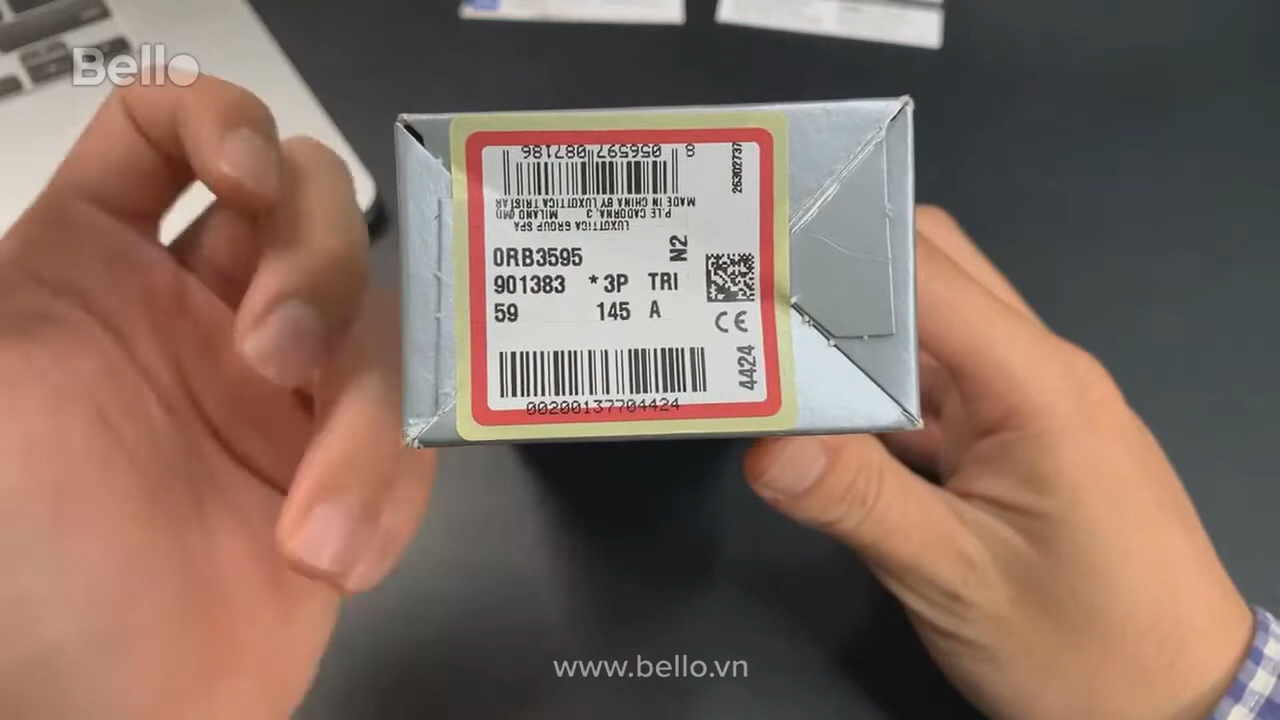 Bello
8 056597 087186
26302737
MADE IN CHINA BY LUXOTTICA TRISTAR
P.LE CADORNA, 3 MILANO (MI)
LUXOTTICA GROUP SPA
0RB3595
N2
901383 *3P TRI
59 145 A
CE
4424
00200137704424
www.bello.vn